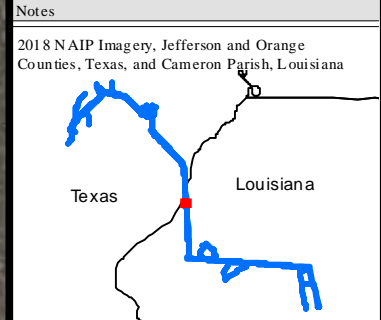 Notes
2018 NAIP Imagery, Jefferson and Orange
Counties, Texas, and Cameron Parish, Louisiana
Louisiana
Texas